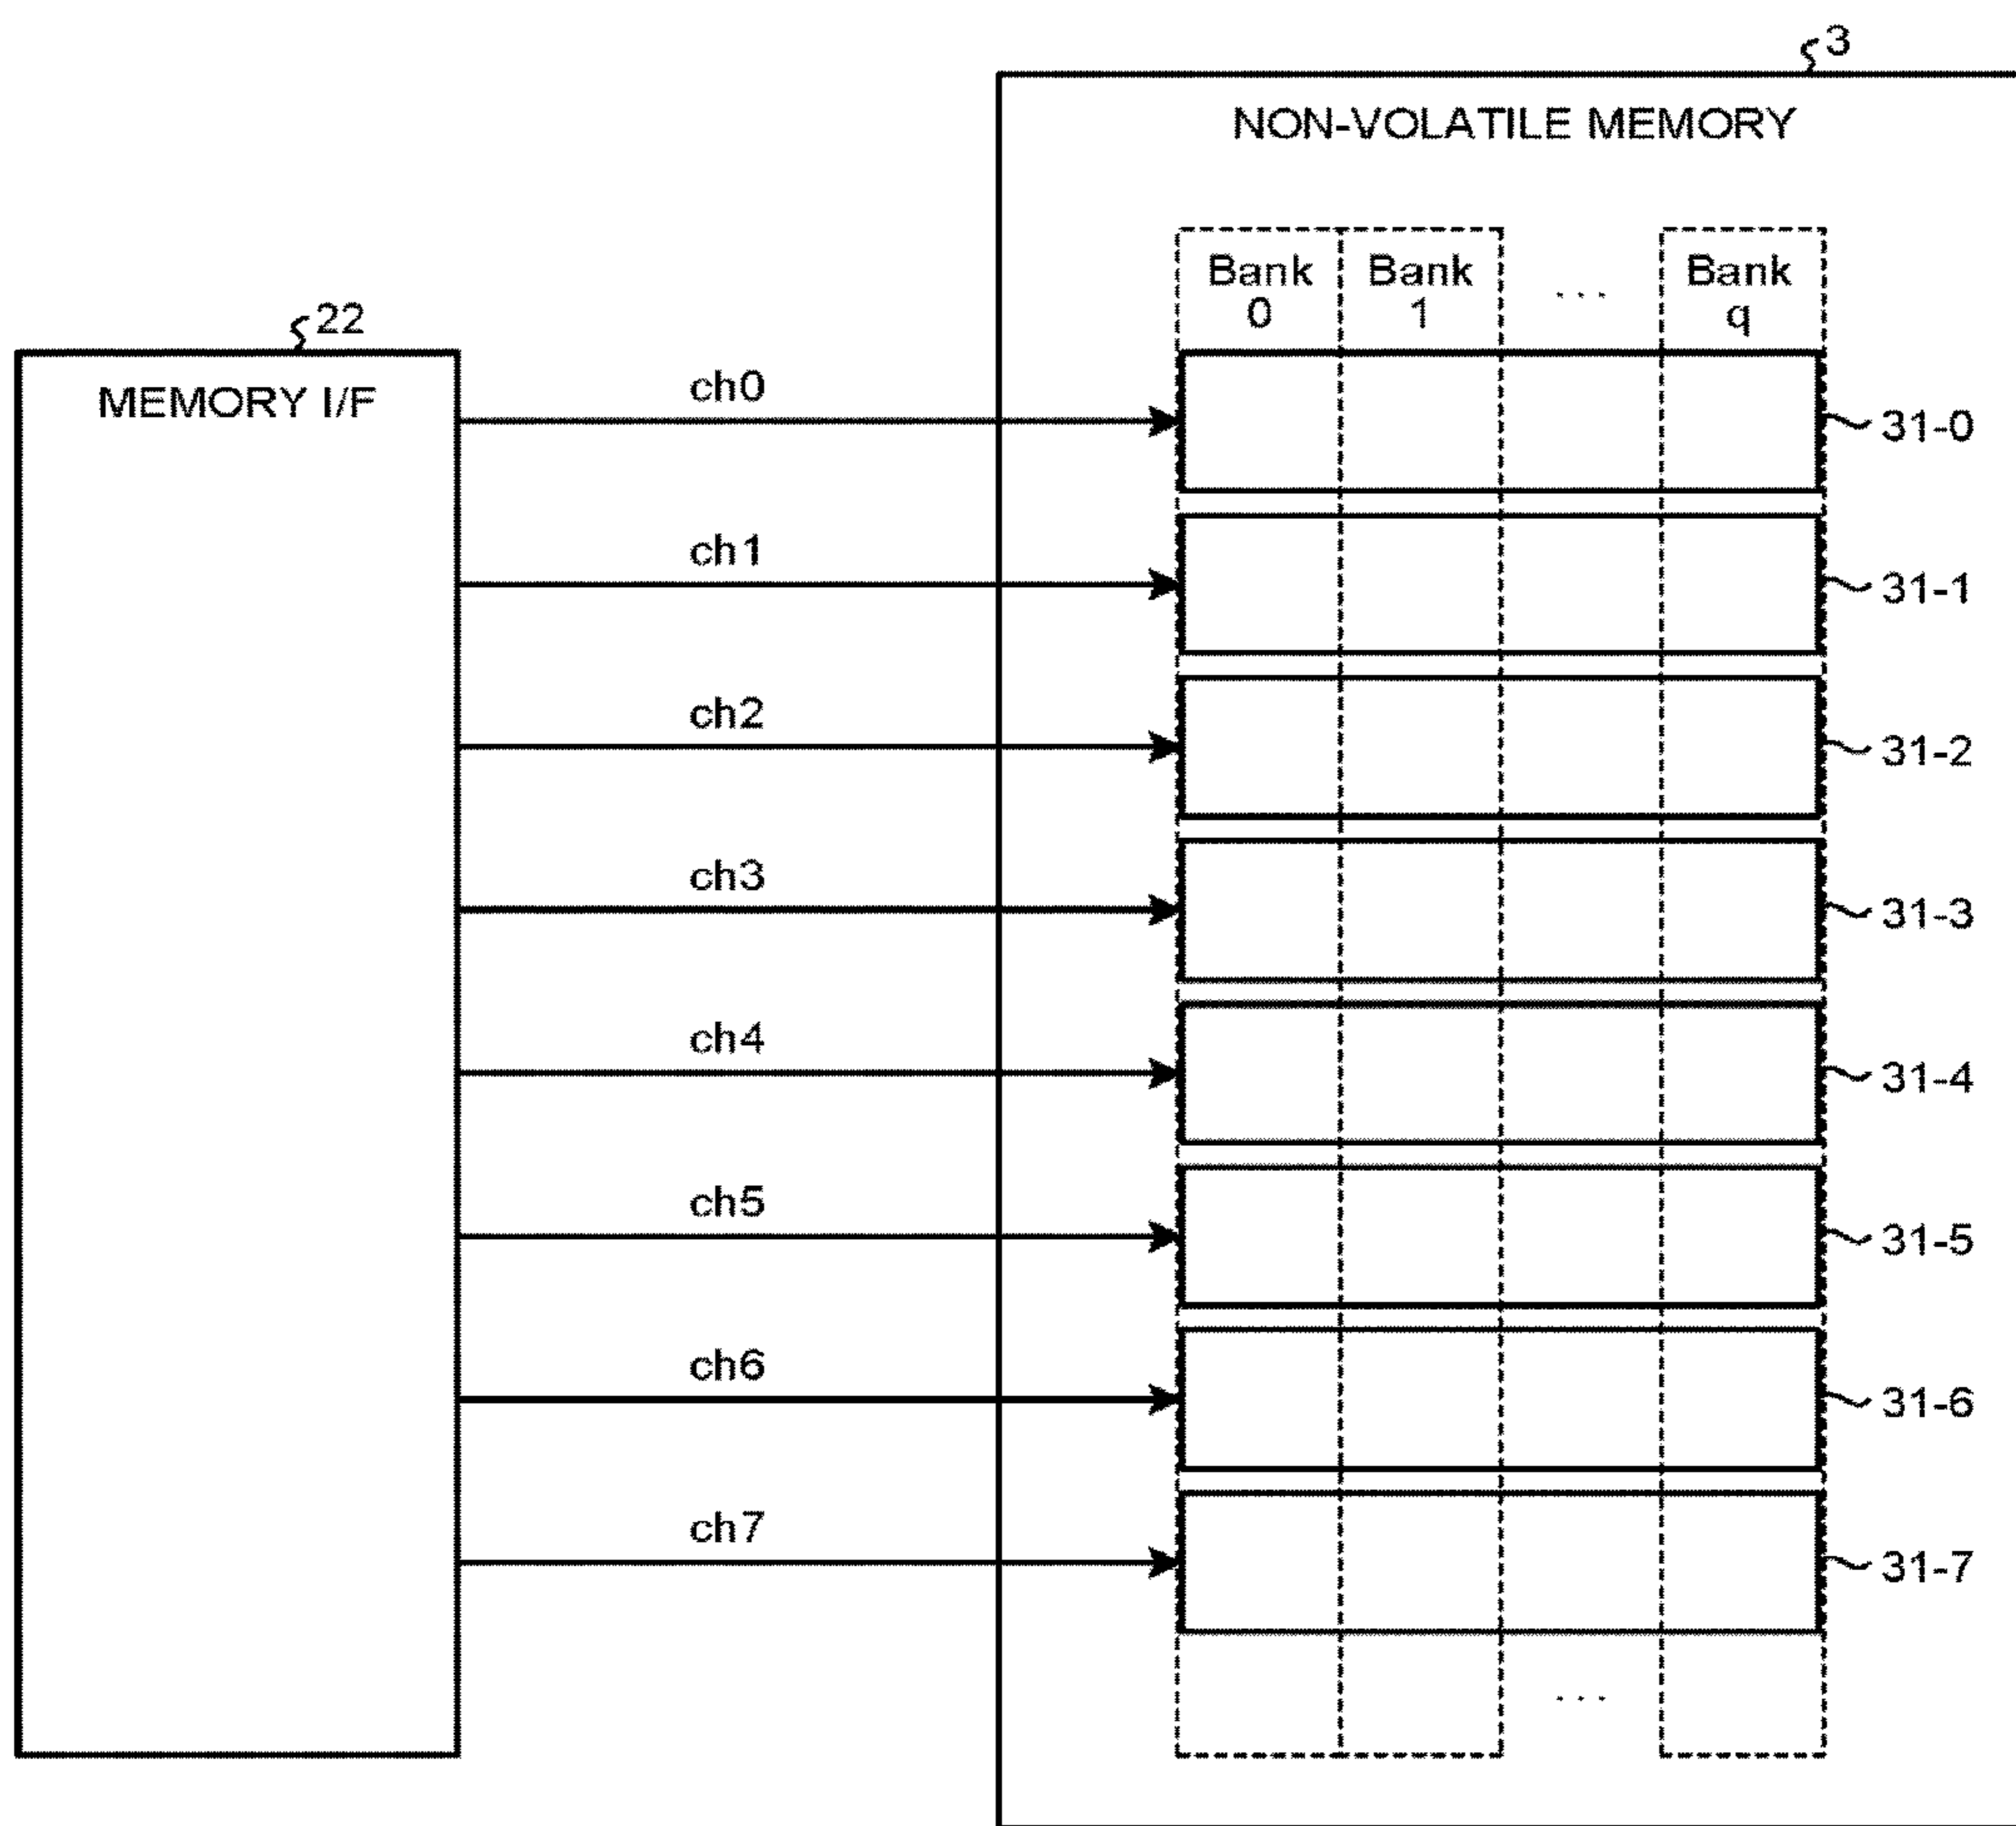 3
NON-VOLATILE MEMORY
Bank 0
Bank 1
...
Bank q
22
MEMORY I/F
ch0
31-0
ch1
31-1
ch2
31-2
ch3
31-3
ch4
31-4
ch5
31-5
ch6
31-6
ch7
31-7
...